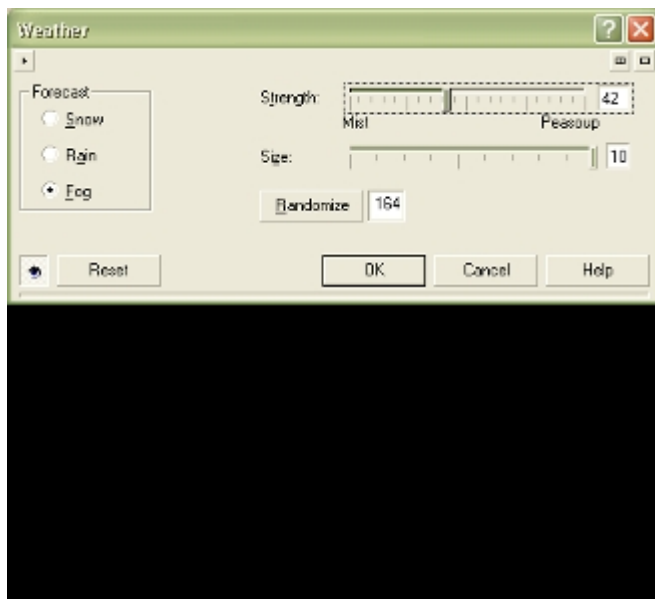 Weather
Forecast
Snow
Rain
Fog
Strength: 42
Mist Peasoup
Size: 10
Randomize 164
Reset OK Cancel Help